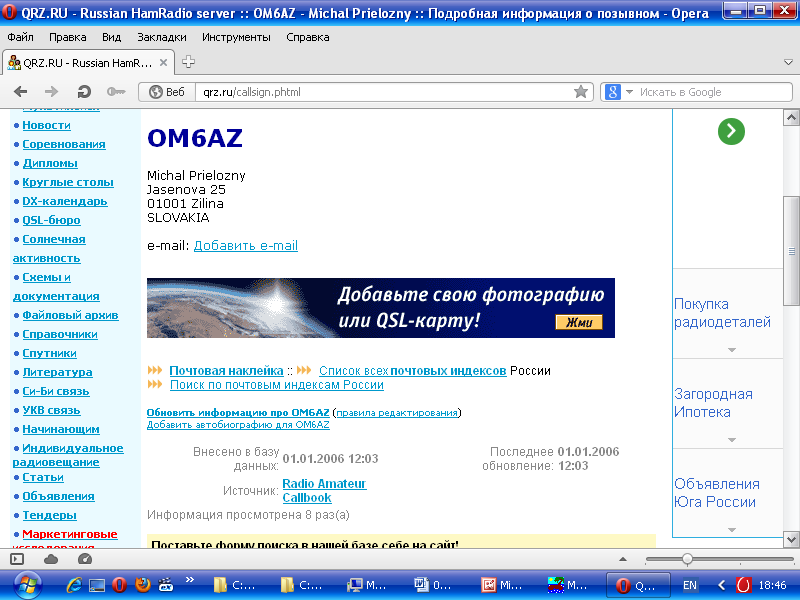 QRZ.RU - Russian HamRadio server :: OM6AZ - Michal Prielozny :: Подробная информация о позывном - Opera
Файл Правка Вид Закладки Инструменты Справка
QRZ.RU - Russian HamR...
Веб qrz.ru/callsign.phtml Искать в Google
Новости
Соревнования
Дипломы
Круглые столы
DX-календарь
QSL-бюро
Солнечная
активность
Схемы и
документация
Файловый архив
Справочники
Спутники
Литература
Си-Би связь
УКВ связь
Начинающим
Индивидуальное
радиовещание
Статьи
Объявления
Тендеры
Маркетинговые
исследования
OM6AZ
Michal Prielozny
Jasenova 25
01001 Zilina
SLOVAKIA
e-mail: Добавить e-mail
Добавьте свою фотографию
или QSL-карту!
Жми
Почтовая наклейка :: Список всех почтовых индексов России
Поиск по почтовым индексам России
Обновить информацию про OM6AZ (правила редактирования)
Добавить автобиографию для OM6AZ
Внесено в базу
данных: 01.01.2006 12:03
Последнее 01.01.2006
обновление: 12:03
Источник: Radio Amateur
Callbook
Информация просмотрена 8 раз(а)
Поставьте форму поиска в нашей базе себе на сайт!
Покупка
радиодеталей
Загородная
Ипотека
Объявления
Юга России
C:... C:... M... 0... Mi... M... Q... EN 18:46